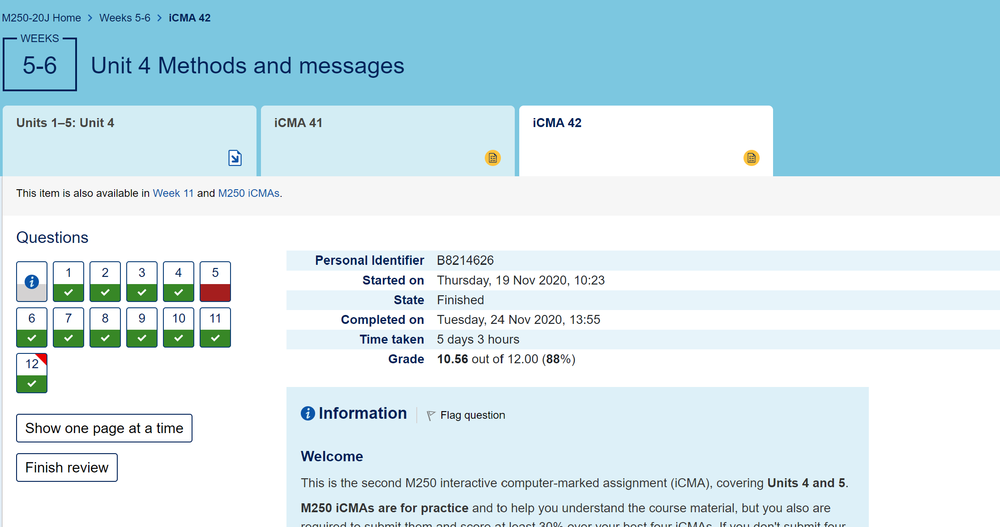 M250-20J Home > Weeks 5-6 > iCMA 42
WEEKS
5-6
Unit 4 Methods and messages
Units 1–5: Unit 4
iCMA 41
iCMA 42
This item is also available in Week 11 and M250 iCMAs.
Questions
i 1 2 3 4 5
6 7 8 9 10 11
12
Show one page at a time
Finish review
Personal Identifier B8214626
Started on Thursday, 19 Nov 2020, 10:23
State Finished
Completed on Tuesday, 24 Nov 2020, 13:55
Time taken 5 days 3 hours
Grade 10.56 out of 12.00 (88%)
i Information Flag question
Welcome
This is the second M250 interactive computer-marked assignment (iCMA), covering Units 4 and 5.
M250 iCMAs are for practice and to help you understand the course material, but you also are
required to submit them and score at least 30% over your best four iCMAs. If you don't submit four